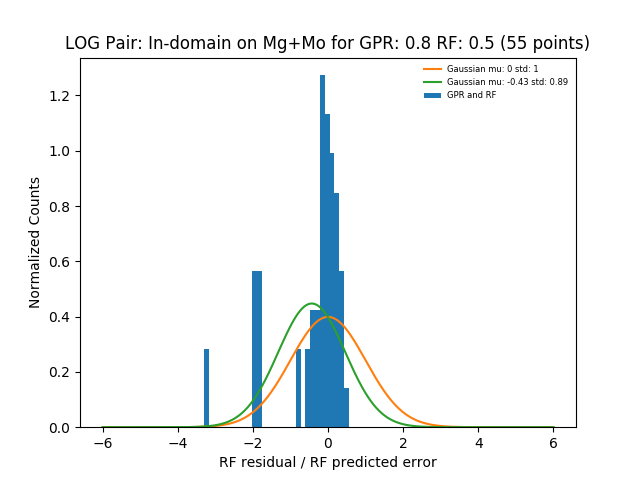 LOG Pair: In-domain on Mg+Mo for GPR: 0.8 RF: 0.5 (55 points)
Gaussian mu: 0 std: 1
Gaussian mu: -0.43 std: 0.89
GPR and RF
Normalized Counts
1.2
1.0
0.8
0.6
0.4
0.2
0.0
−6 −4 −2 0 2 4 6
RF residual / RF predicted error